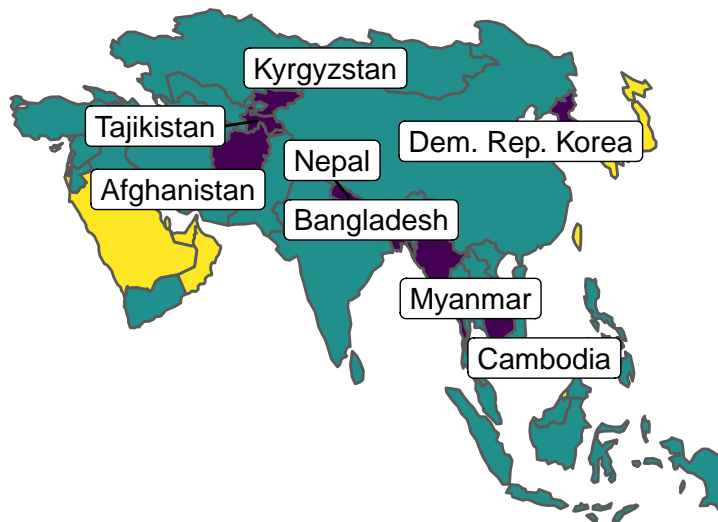 Kyrgyzstan
Tajikistan
Dem. Rep. Korea
Nepal
Afghanistan
Bangladesh
Myanmar
Cambodia